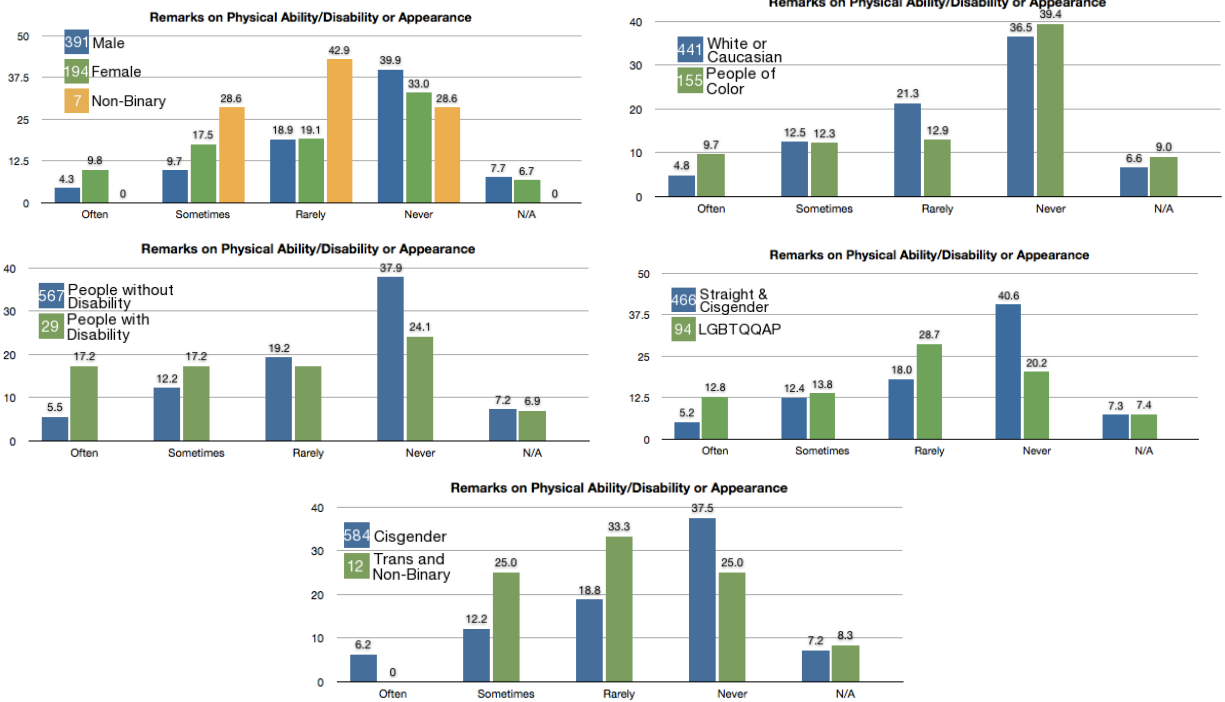 Remarks on Physical Ability/Disability or Appearance
50
37.5
25
12.5
0
391 Male
194 Female
7 Non-Binary
4.3
9.8
0
9.7
17.5
28.6
18.9
19.1
42.9
39.9
33.0
28.6
7.7
6.7
0
Often
Sometimes
Rarely
Never
N/A
Remarks on Physical Ability/Disability or Appearance
40
30
20
10
0
441 White or
Caucasian
155 People of
Color
4.8
9.7
12.5
12.3
21.3
12.9
36.5
39.4
6.6
9.0
Often
Sometimes
Rarely
Never
N/A
Remarks on Physical Ability/Disability or Appearance
40
30
20
10
0
567 People without
Disability
29 People with
Disability
5.5
17.2
12.2
17.2
19.2
37.9
24.1
7.2
6.9
Often
Sometimes
Rarely
Never
N/A
Remarks on Physical Ability/Disability or Appearance
50
37.5
25
12.5
0
466 Straight &
Cisgender
94 LGBTQQAP
5.2
12.8
12.4
13.8
18.0
28.7
40.6
20.2
7.3
7.4
Often
Sometimes
Rarely
Never
N/A
Remarks on Physical Ability/Disability or Appearance
40
30
20
10
0
584 Cisgender
12 Trans and
Non-Binary
6.2
0
12.2
25.0
18.8
33.3
37.5
25.0
7.2
8.3
Often
Sometimes
Rarely
Never
N/A